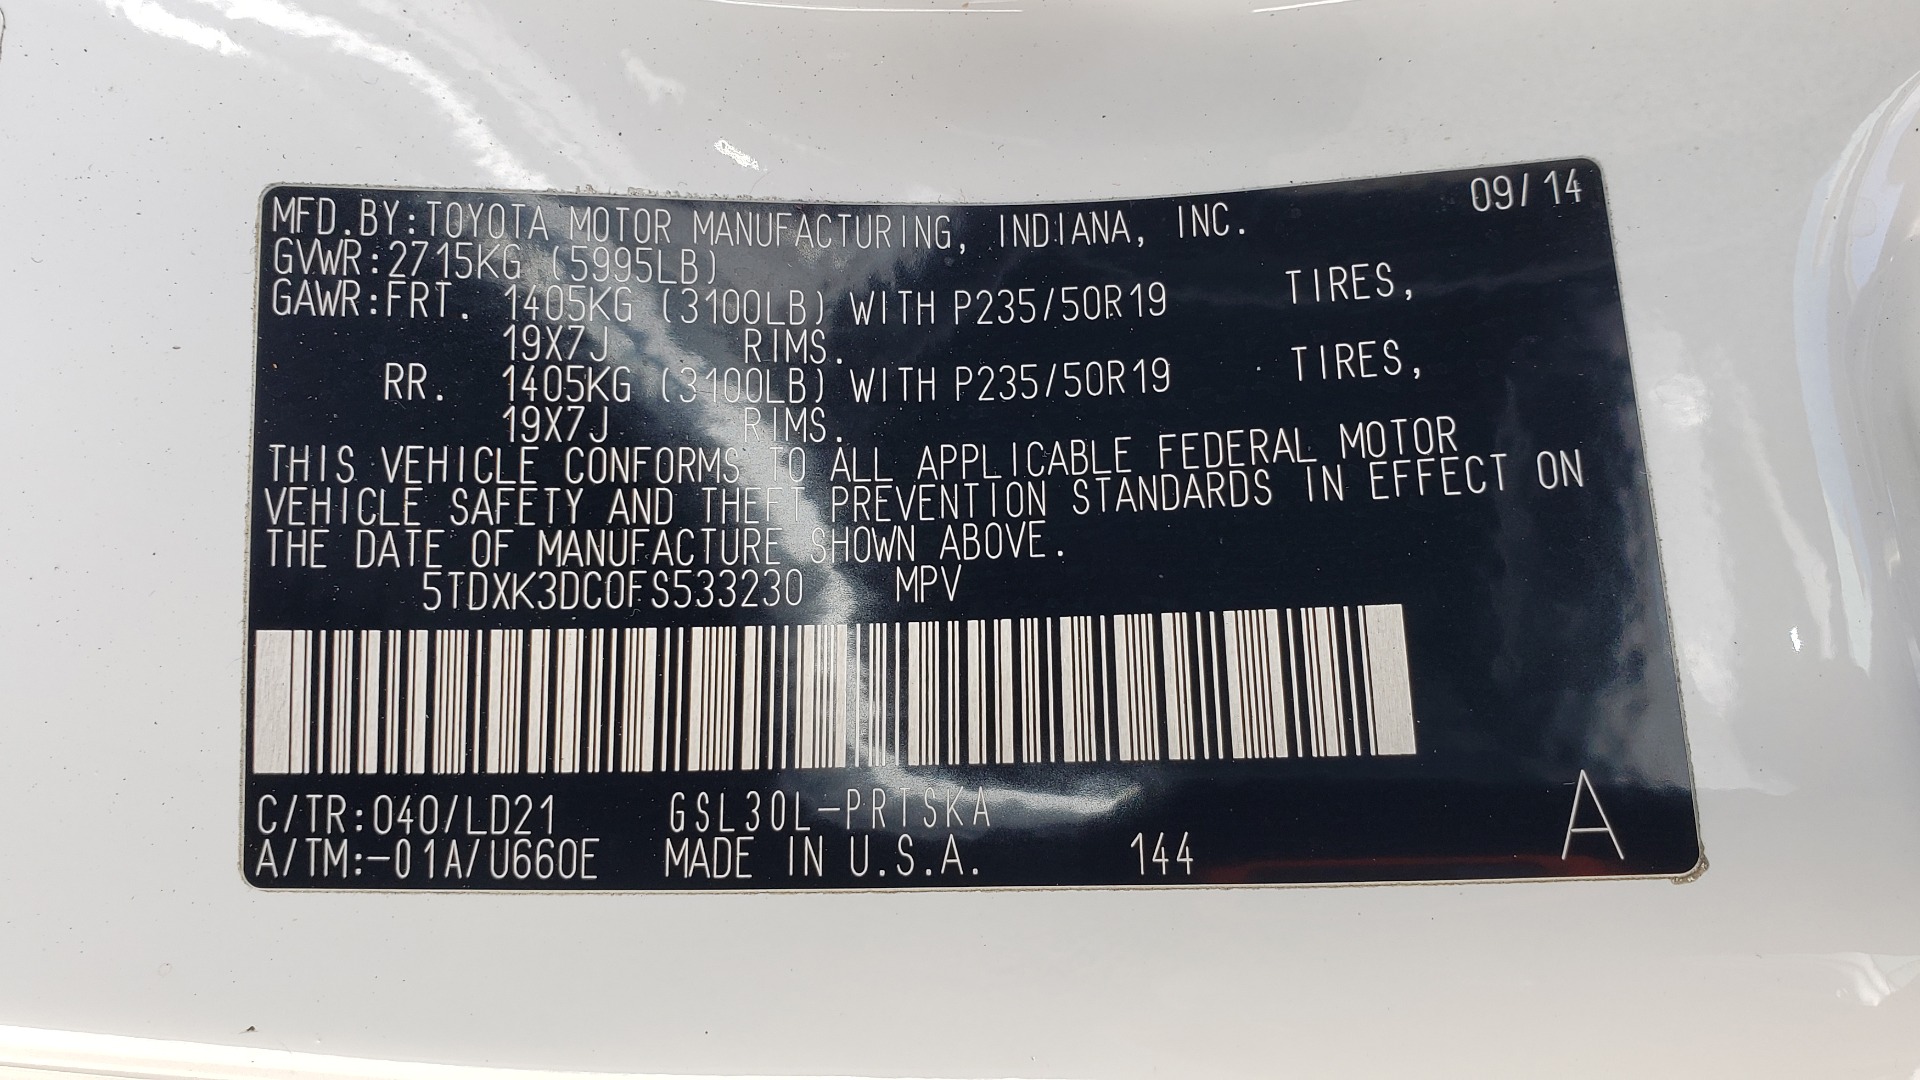 MFD.BY:TOYOTA MOTOR MANUFACTURING, INDIANA, INC. 09/14
GVWR:2715KG (5995LB)
GAWR:FRT. 1405KG (3100LB) WITH P235/50R19 TIRES,
19X7J RIMS.
RR. 1405KG (3100LB) WITH P235/50R19 TIRES,
19X7J RIMS.
THIS VEHICLE CONFORMS TO ALL APPLICABLE FEDERAL MOTOR
VEHICLE SAFETY AND THEFT PREVENTION STANDARDS IN EFFECT ON
THE DATE OF MANUFACTURE SHOWN ABOVE.
5TDXK3DC0FS533230 MPV
C/TR:040/LD21 GSL30L-PRTSKA
A/TM:-01A/U660E MADE IN U.S.A. 144 A